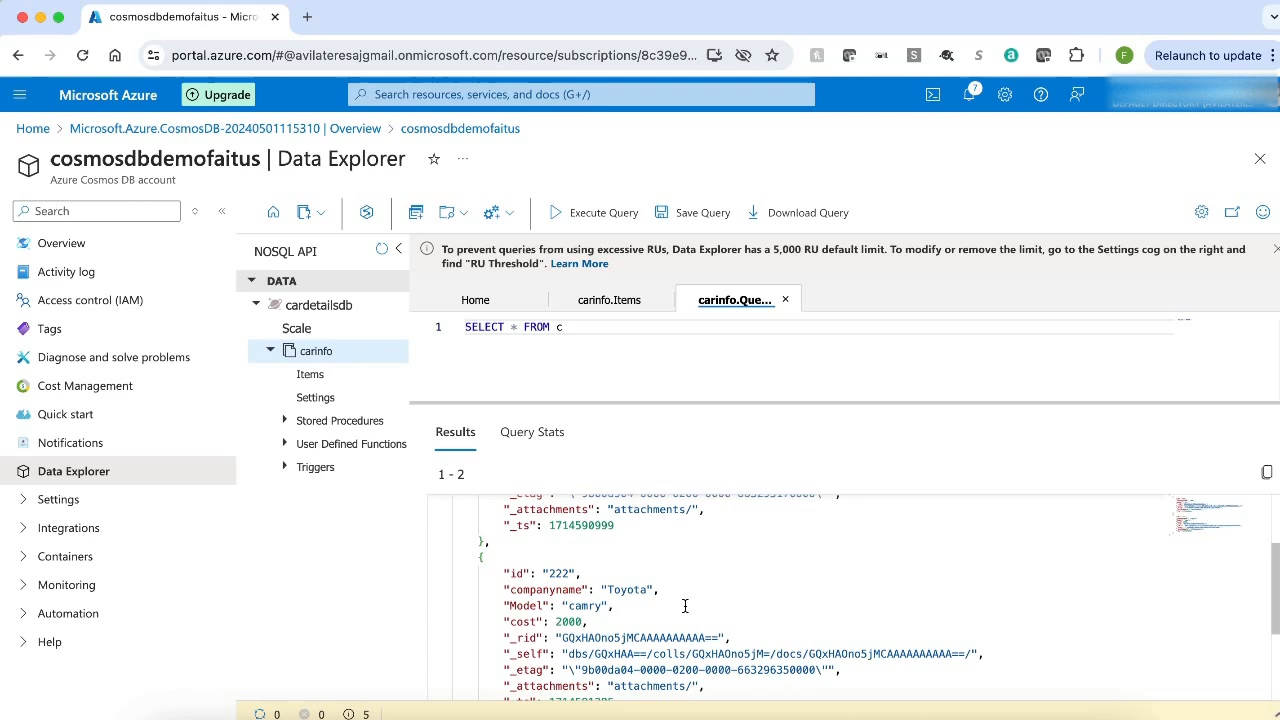 cosmosdbdemofaitus - Micro
portal.azure.com/#@avilateresajgmail.onmicrosoft.com/resource/subscriptions/8c39e9...
F
Relaunch to update
Microsoft Azure
Upgrade
Search resources, services, and docs (G+/)
7
Home > Microsoft.Azure.CosmosDB-20240501115310 | Overview > cosmosdbdemofaitus
cosmosdbdemofaitus | Data Explorer
Azure Cosmos DB account
Search
Overview
Activity log
Access control (IAM)
Tags
Diagnose and solve problems
Cost Management
Quick start
Notifications
Data Explorer
Settings
Integrations
Containers
Monitoring
Automation
Help
Execute Query
Save Query
Download Query
NOSQL API
DATA
cardetailsdb
Scale
carinfo
Items
Settings
Stored Procedures
User Defined Functions
Triggers
To prevent queries from using excessive RUs, Data Explorer has a 5,000 RU default limit. To modify or remove the limit, go to the Settings cog on the right and
find "RU Threshold". Learn More
Home
carinfo.Items
carinfo.Que...
1 SELECT * FROM c
Results
Query Stats
1 - 2
"_attachments": "attachments/",
"_ts": 1714590999
},
{
"id": "222",
"companyname": "Toyota",
"Model": "camry",
"cost": 2000,
"_rid": "GQxHAOno5jMCAAAAAAAAAA==",
"_self": "dbs/GQxHAA==/colls/GQxHAOno5jM=/docs/GQxHAOno5jMCAAAAAAAAAA==/",
"_etag": "\"9b00da04-0000-0200-0000-663296350000\"",
"_attachments": "attachments/",
0 0 5